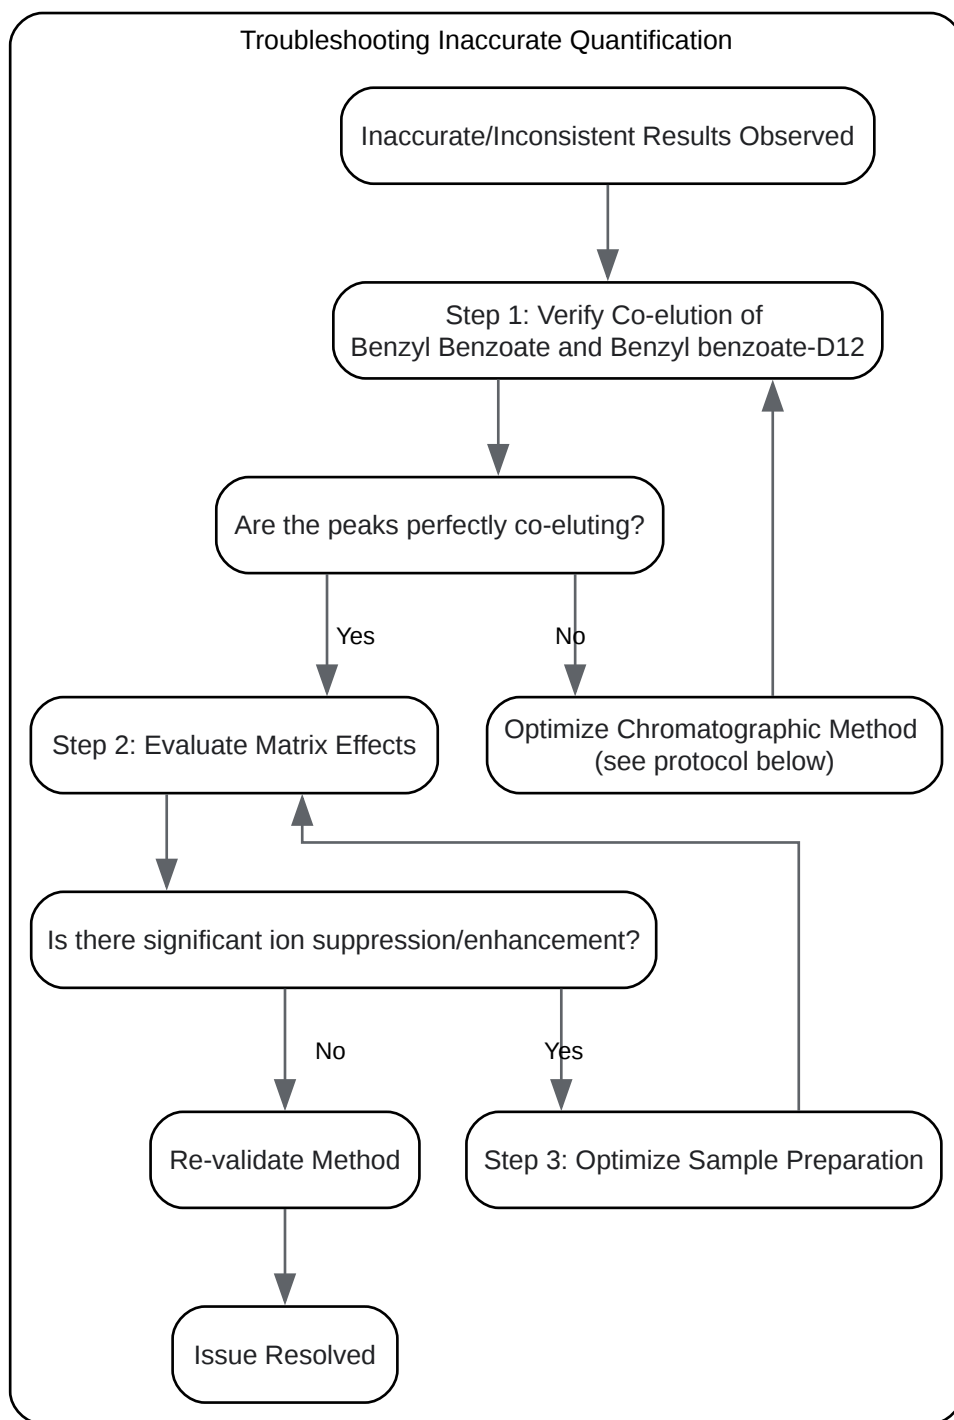 Troubleshooting Inaccurate Quantification
Inaccurate/Inconsistent Results Observed
Step 1: Verify Co-elution of
Benzyl Benzoate and Benzyl benzoate-D12
Are the peaks perfectly co-eluting?
Yes
No
Step 2: Evaluate Matrix Effects
Optimize Chromatographic Method
(see protocol below)
Is there significant ion suppression/enhancement?
No
Yes
Re-validate Method
Step 3: Optimize Sample Preparation
Issue Resolved